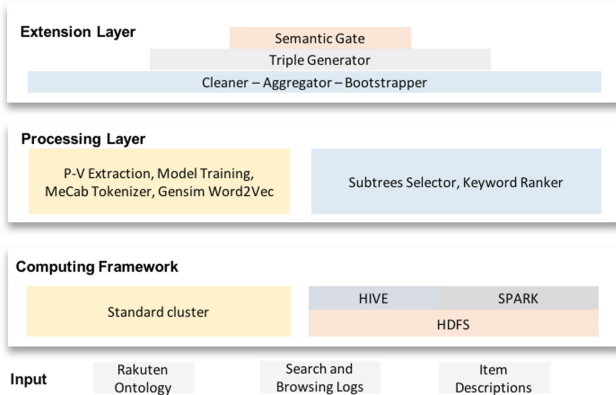 Extension Layer
Semantic Gate
Triple Generator
Cleaner – Aggregator – Bootstrapper
Processing Layer
P-V Extraction, Model Training,
MeCab Tokenizer, Gensim Word2Vec
Subtrees Selector, Keyword Ranker
Computing Framework
Standard cluster
HIVE
SPARK
HDFS
Input
Rakuten
Ontology
Search and
Browsing Logs
Item
Descriptions